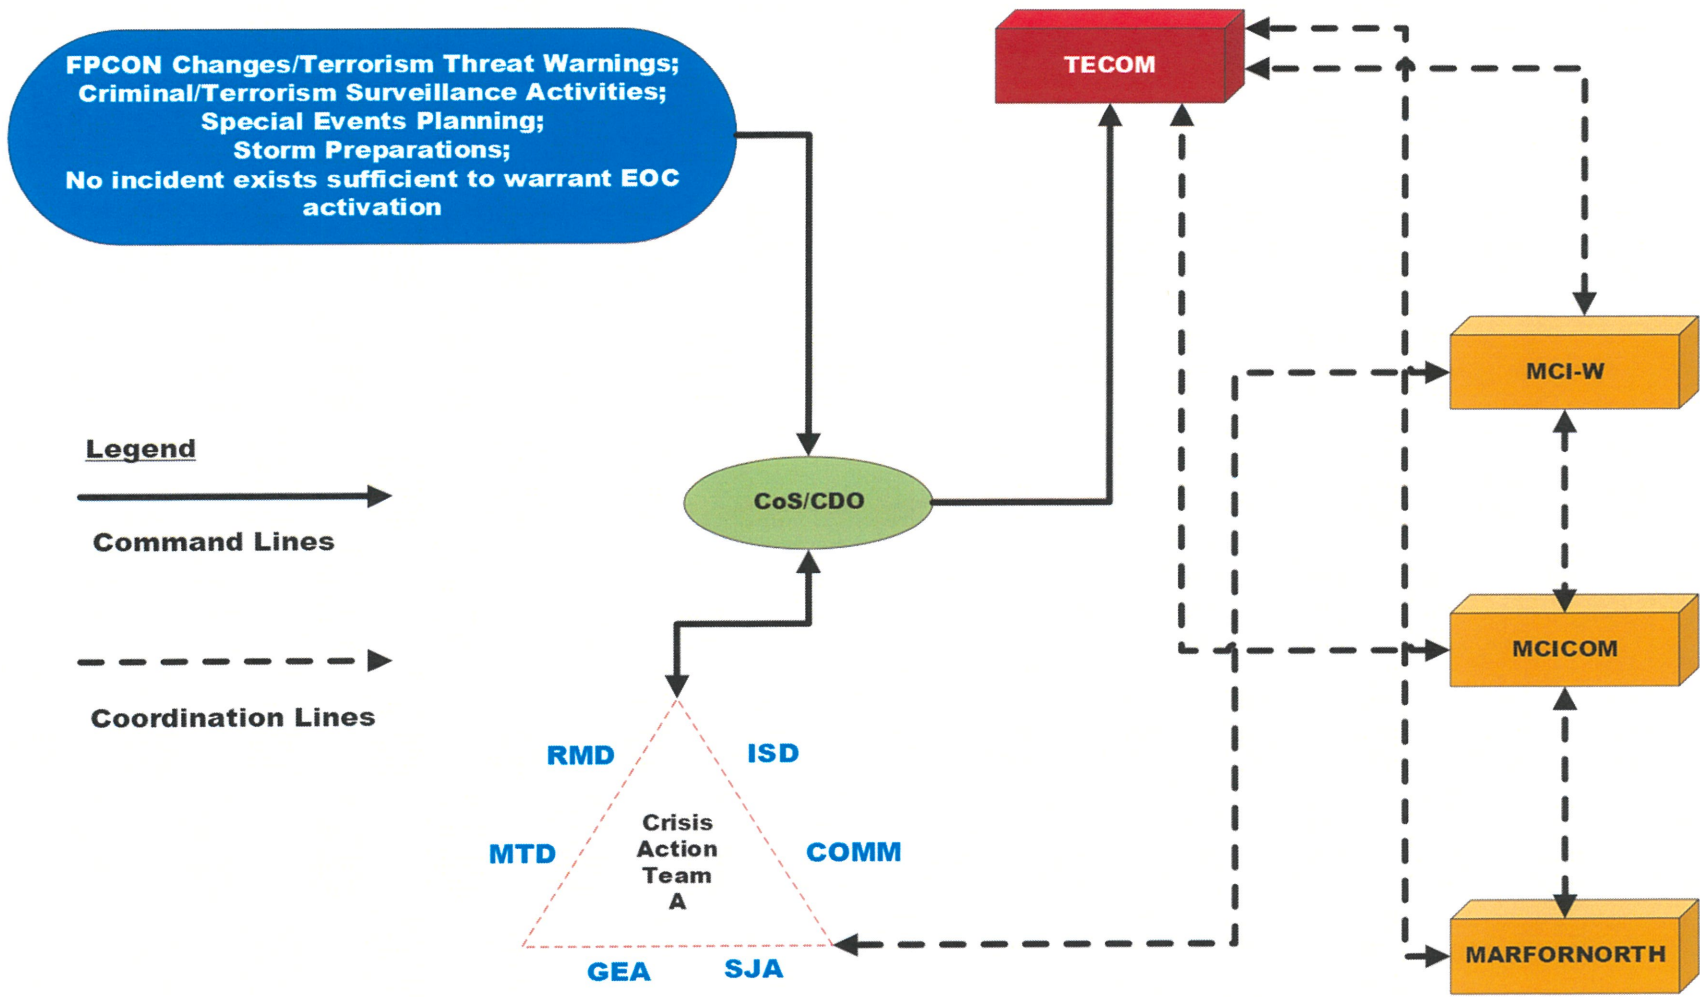 FPCON Changes/Terrorism Threat Warnings;
Criminal/Terrorism Surveillance Activities;
Special Events Planning;
Storm Preparations;
No incident exists sufficient to warrant EOC
activation
TECOM
MCI-W
Legend
Command Lines
CoS/CDO
MCICOM
Coordination Lines
RMD
ISD
Crisis
Action
Team
A
MTD
COMM
MARFORNORTH
GEA
SJA